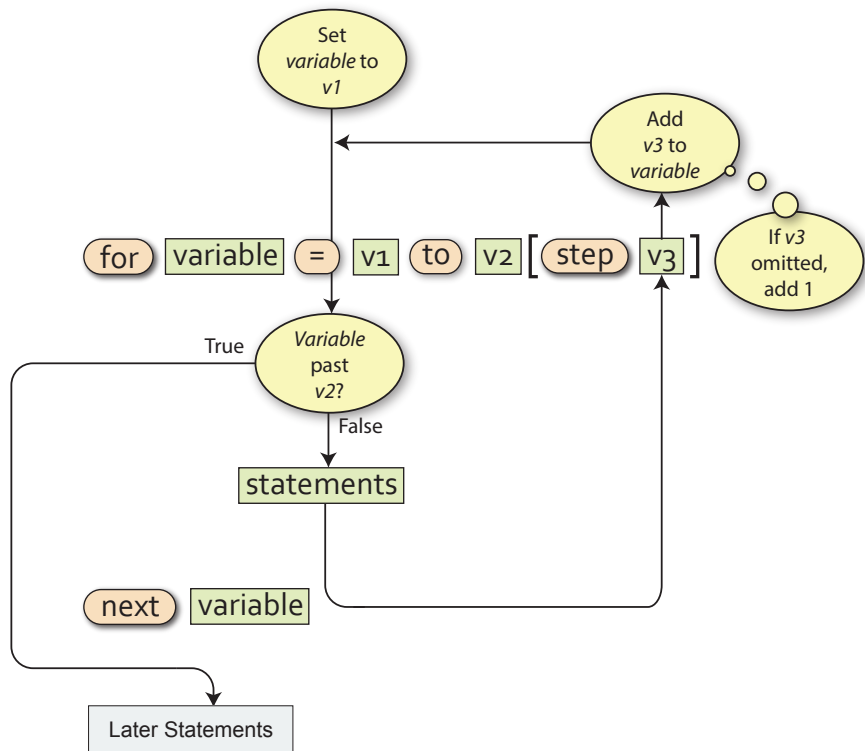 Set
variable to
v1
Add
v3 to
variable
for variable = v1 to v2 [ step v3 ]
If v3
omitted,
add 1
True
Variable
past
v2?
False
statements
next variable
Later Statements